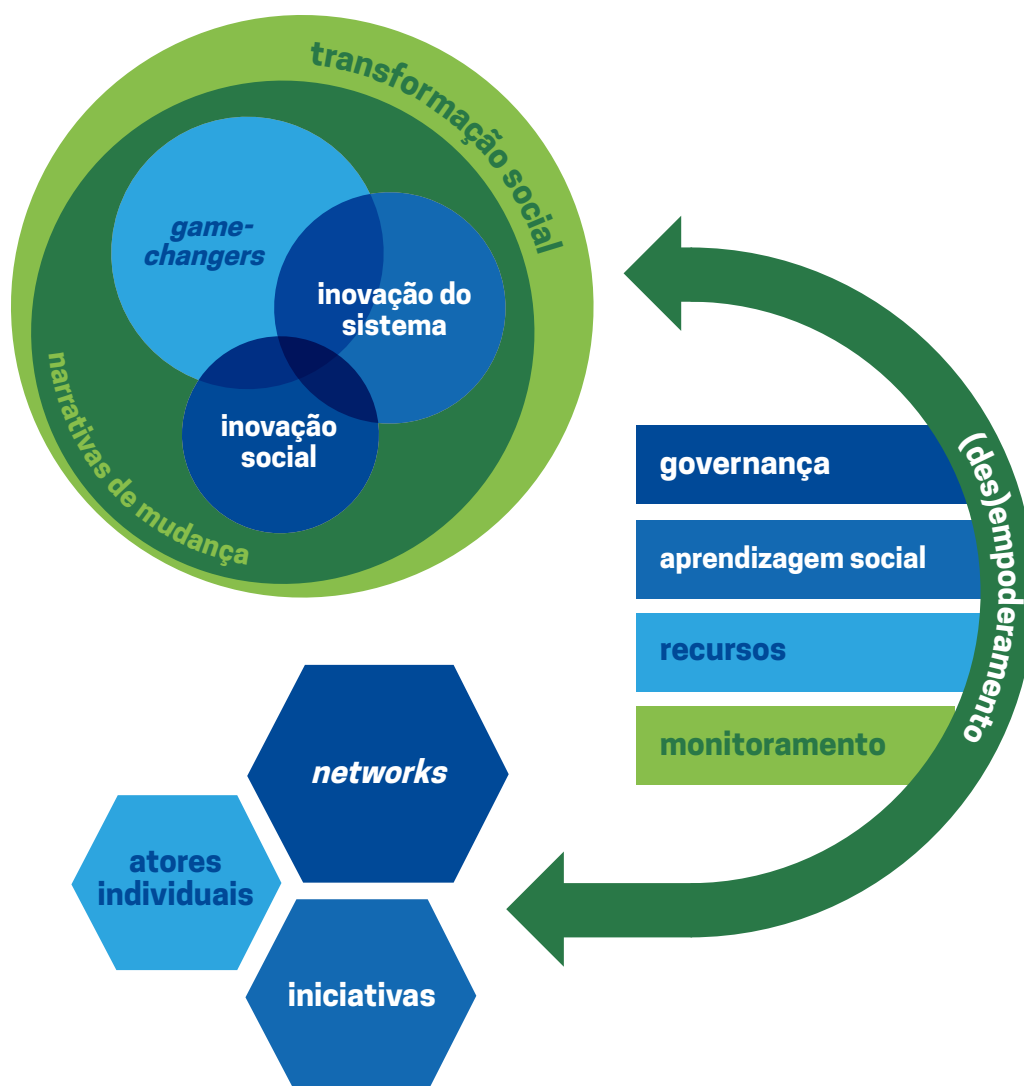 transformação social
game-
changers
inovação do
sistema
inovação
social
narrativas de mudança
governança
aprendizagem social
recursos
monitoramento
(des)empoderamento
networks
atores
individuais
iniciativas